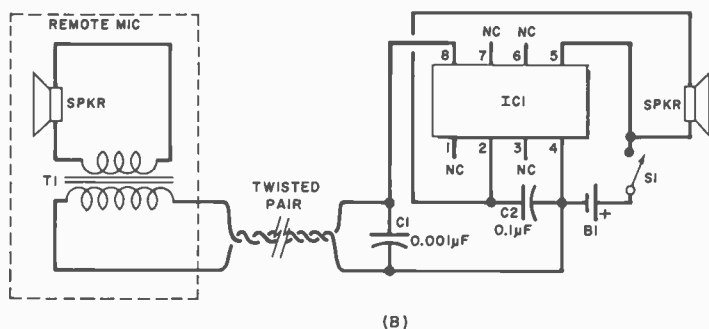 REMOTE MIC
SPKR
T1
TWISTED
PAIR
C1
0.001µF
NC NC
8 7 6 5
IC1
1 2 3 4
NC NC
C2
0.1µF
B1
+
S1
SPKR
(B)